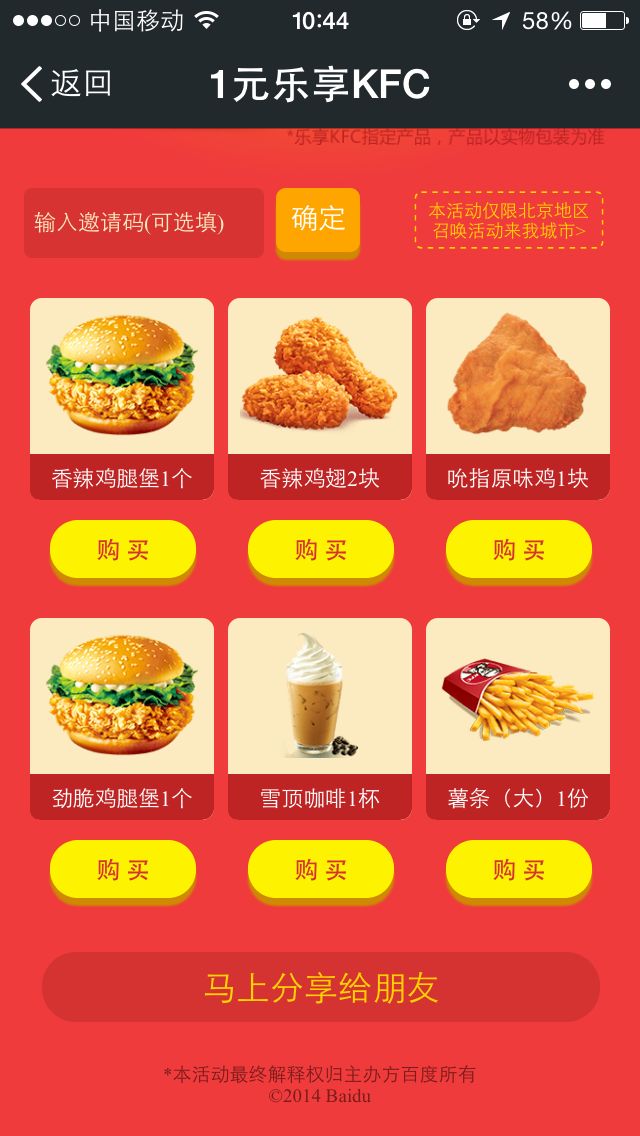 中国移动 10:44 58%
返回 1元乐享KFC
*乐享KFC指定产品，产品以实物包装为准
输入邀请码(可选填) 确定 本活动仅限北京地区
召唤活动来我城市>
香辣鸡腿堡1个 香辣鸡翅2块 吮指原味鸡1块
购买 购买 购买
劲脆鸡腿堡1个 雪顶咖啡1杯 薯条（大）1份
购买 购买 购买
马上分享给朋友
*本活动最终解释权归主办方百度所有
©2014 Baidu